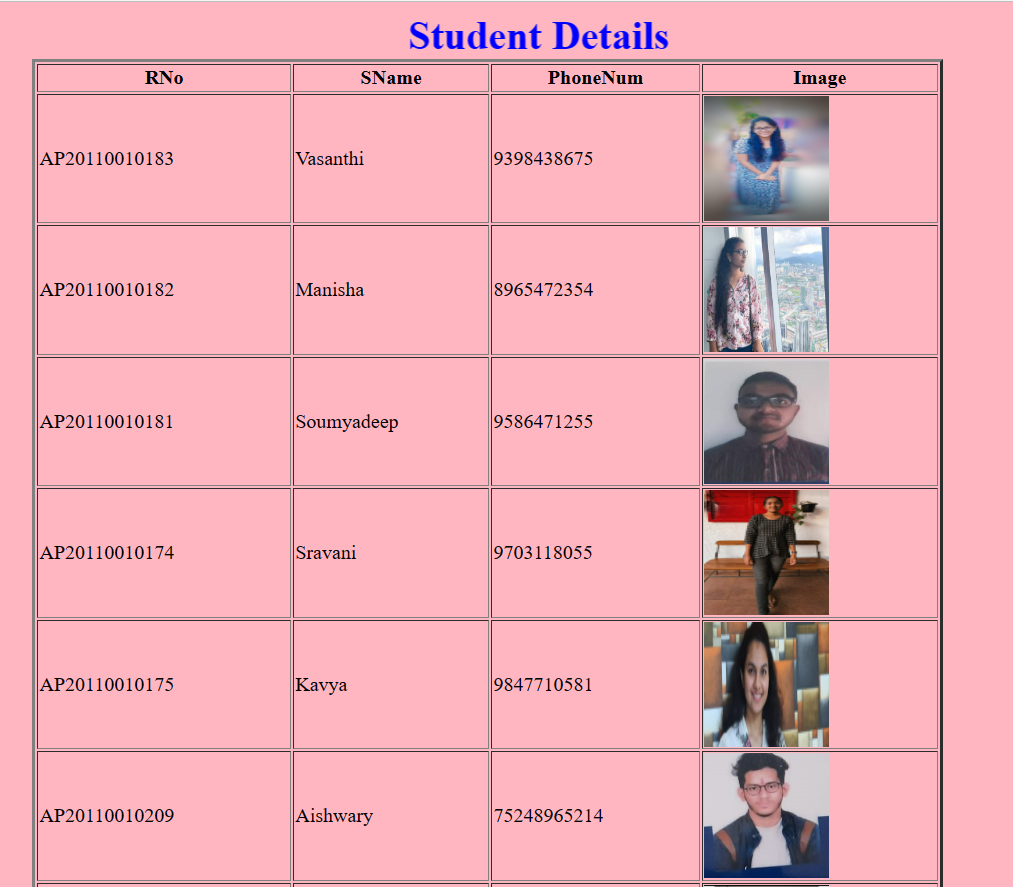 Student Details
RNo SName PhoneNum Image
AP20110010183 Vasanthi 9398438675
AP20110010182 Manisha 8965472354
AP20110010181 Soumyadeep 9586471255
AP20110010174 Sravani 9703118055
AP20110010175 Kavya 9847710581
AP20110010209 Aishwary 75248965214